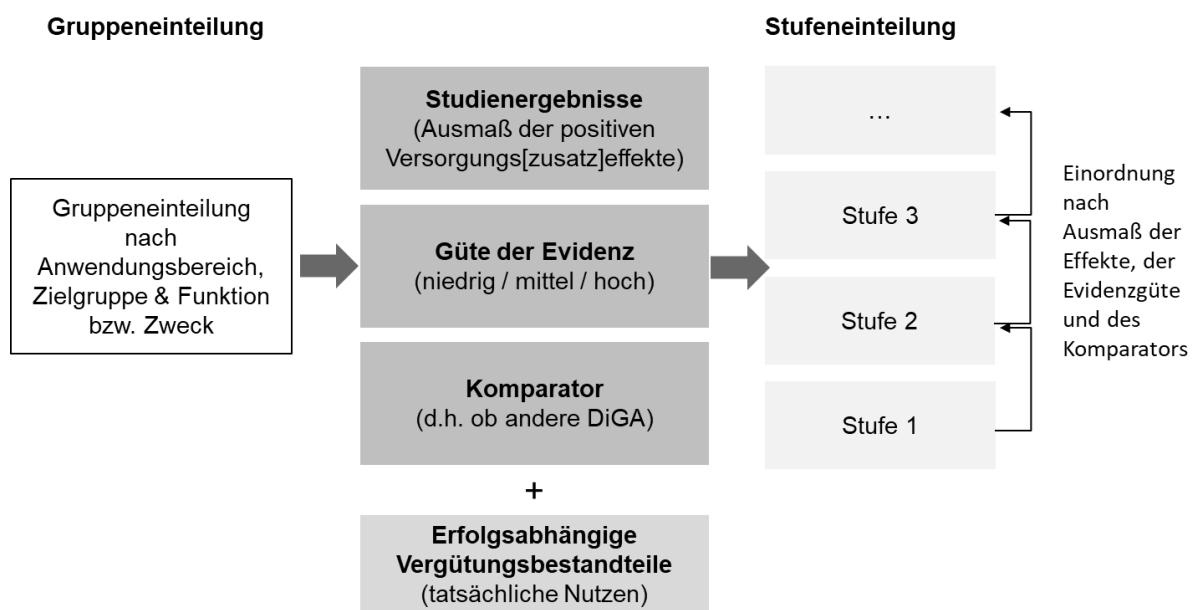 Gruppeneinteilung
Stufeneinteilung
Gruppeneinteilung
nach
Anwendungsbereich,
Zielgruppe & Funktion
bzw. Zweck
Studienergebnisse
(Ausmaß der positiven
Versorgungs[zusatz]effekte)
Güte der Evidenz
(niedrig / mittel / hoch)
Komparator
(d.h. ob andere DiGA)
+
Erfolgsabhängige
Vergütungsbestandteile
(tatsächliche Nutzen)
...
Stufe 3
Stufe 2
Stufe 1
Einordnung
nach
Ausmaß der
Effekte, der
Evidenzgüte
und des
Komparators